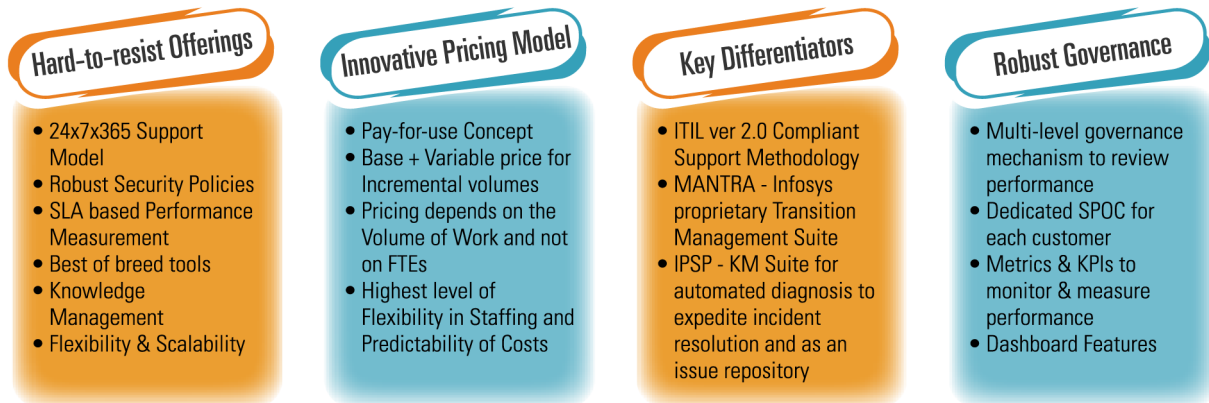 Hard-to-resist Offerings
• 24x7x365 Support
Model
• Robust Security Policies
• SLA based Performance
Measurement
• Best of breed tools
• Knowledge
Management
• Flexibility & Scalability
Innovative Pricing Model
• Pay-for-use Concept
• Base + Variable price for
Incremental volumes
• Pricing depends on the
Volume of Work and not
on FTEs
• Highest level of
Flexibility in Staffing and
Predictability of Costs
Key Differentiators
• ITIL ver 2.0 Compliant
Support Methodology
• MANTRA - Infosys
proprietary Transition
Management Suite
• IPSP - KM Suite for
automated diagnosis to
expedite incident
resolution and as an
issue repository
Robust Governance
• Multi-level governance
mechanism to review
performance
• Dedicated SPOC for
each customer
• Metrics & KPIs to
monitor & measure
performance
• Dashboard Features